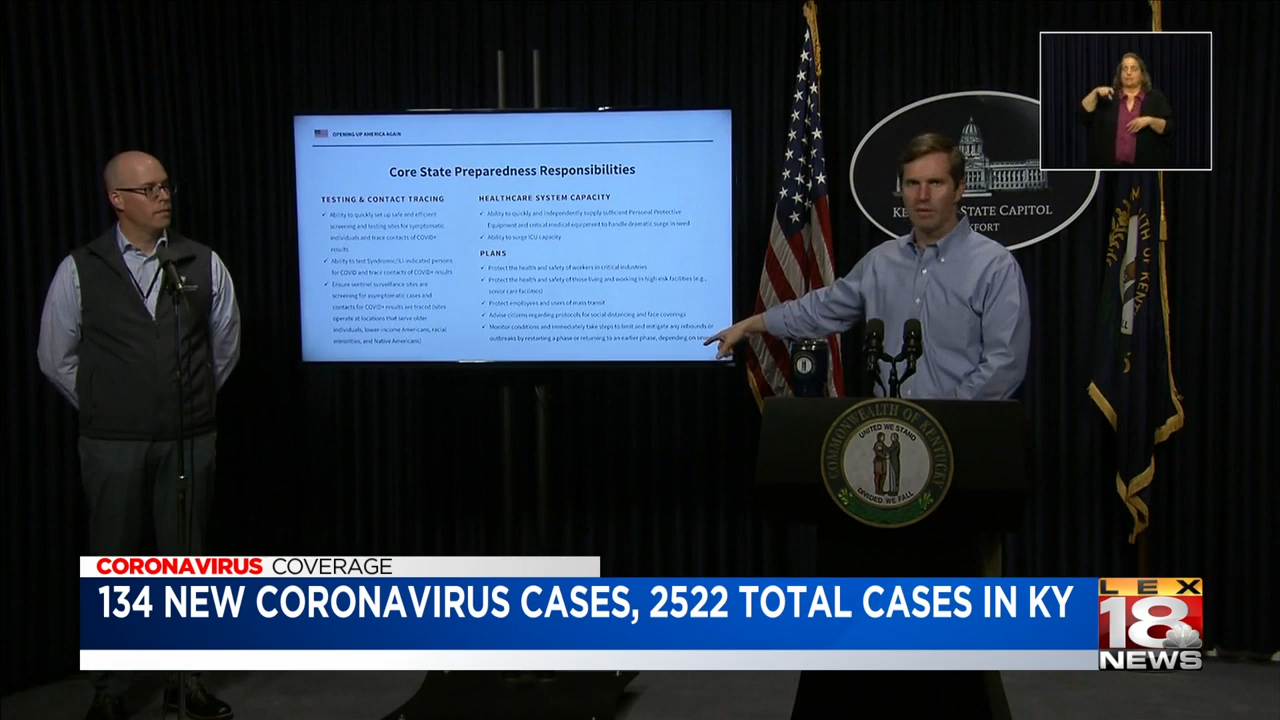 OPENING UP AMERICA AGAIN
Core State Preparedness Responsibilities
TESTING & CONTACT TRACING
✓ Ability to quickly set up safe and efficient
screening and testing sites for symptomatic
individuals and trace contacts of COVID+
results
✓ Ability to test Syndromic/ILI-indicated persons
for COVID and trace contacts of COVID+ results
✓ Ensure sentinel surveillance sites are
screening for asymptomatic cases and
contacts for COVID+ results are traced (sites
operate at locations that serve older
individuals, lower-income Americans, racial
minorities, and Native Americans)
HEALTHCARE SYSTEM CAPACITY
✓ Ability to quickly and independently supply sufficient Personal Protective
Equipment and critical medical equipment to handle dramatic surge in need
✓ Ability to surge ICU capacity
PLANS
✓ Protect the health and safety of workers in critical industries
✓ Protect the health and safety of those living and working in high-risk facilities (e.g.,
senior care facilities)
✓ Protect employees and users of mass transit
✓ Advise citizens regarding protocols for social distancing and face coverings
✓ Monitor conditions and immediately take steps to limit and mitigate any rebounds or
outbreaks by restarting a phase or returning to an earlier phase, depending on
STATE CAPITOL
COMMONWEALTH OF KENTUCKY
UNITED WE STAND
DIVIDED WE FALL
CORONAVIRUS COVERAGE
134 NEW CORONAVIRUS CASES, 2522 TOTAL CASES IN KY
LEX
18
NEWS